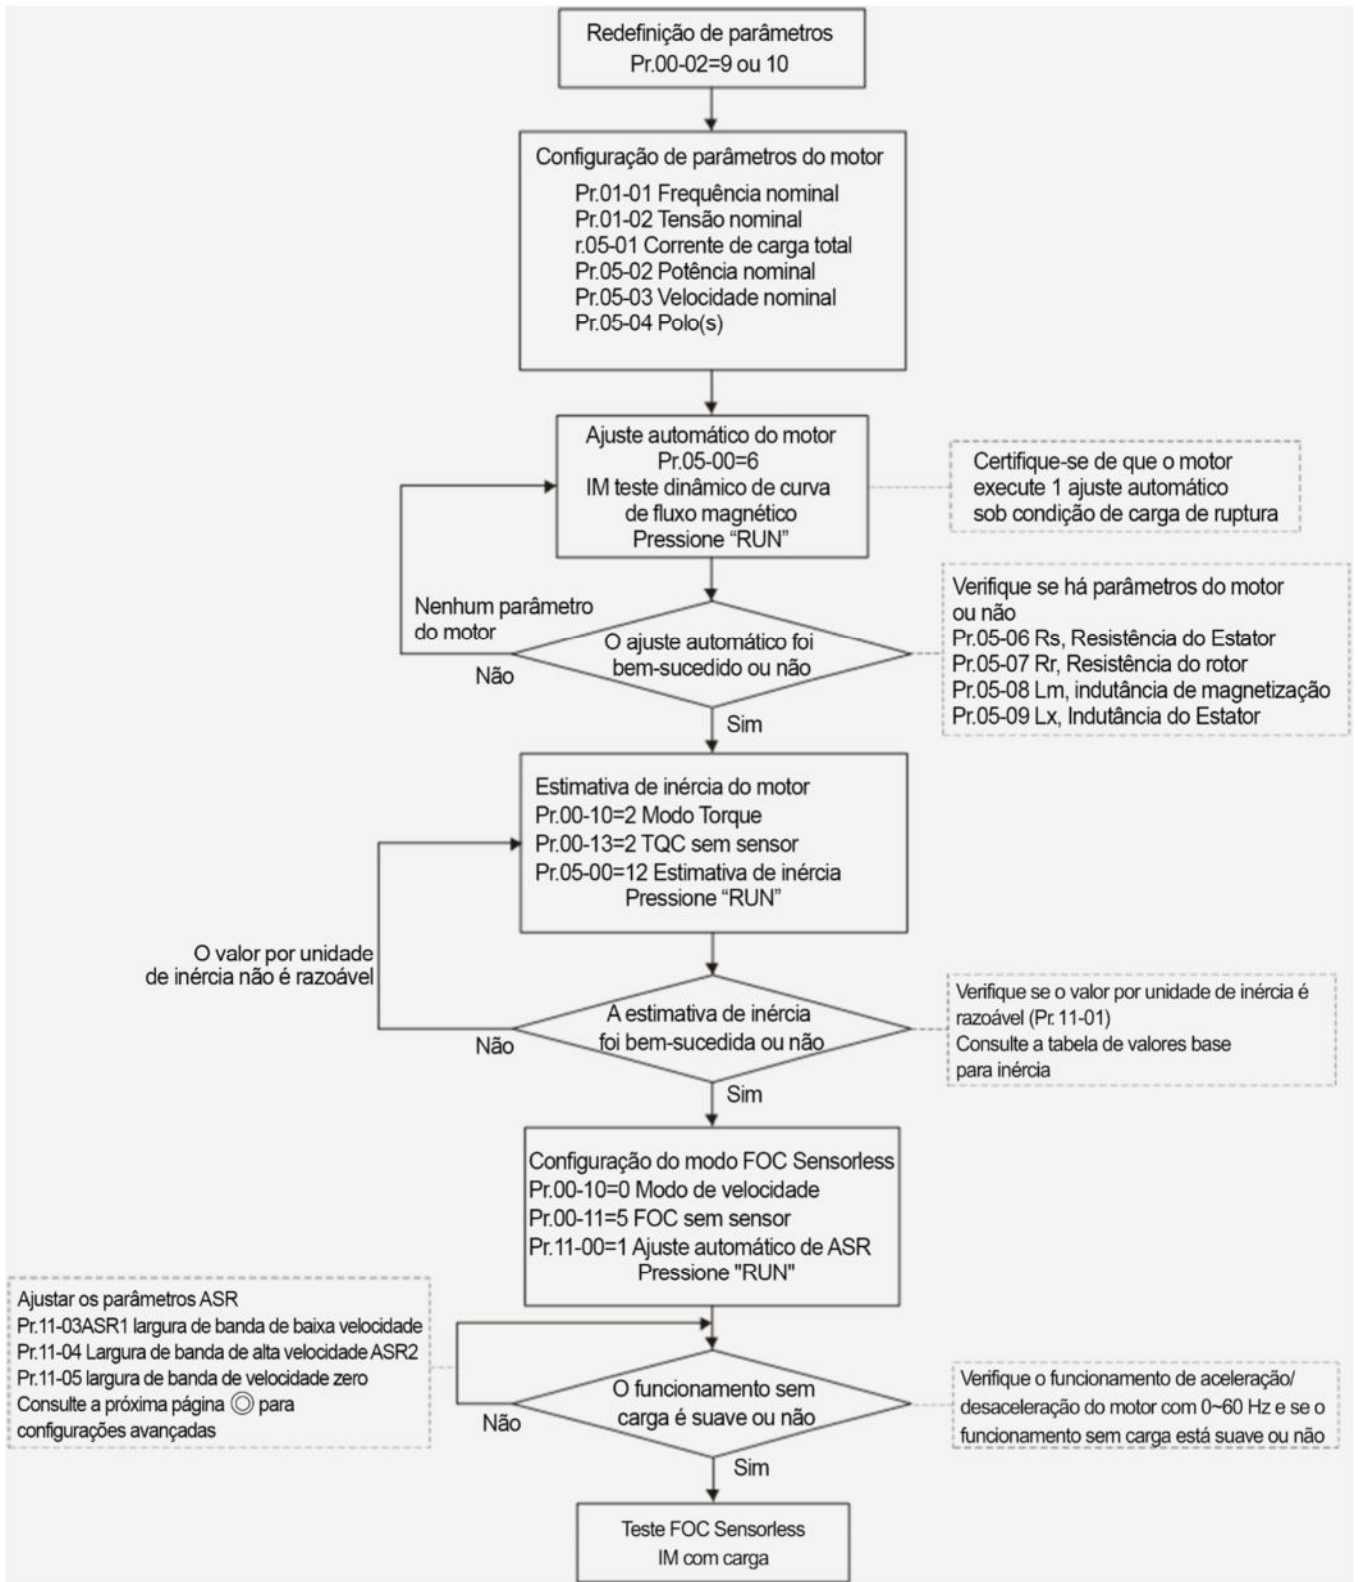 Redefinição de parâmetros
Pr.00-02=9 ou 10
Configuração de parâmetros do motor
Pr.01-01 Frequência nominal
Pr.01-02 Tensão nominal
r.05-01 Corrente de carga total
Pr.05-02 Potência nominal
Pr.05-03 Velocidade nominal
Pr.05-04 Polo(s)
Ajuste automático do motor
Pr.05-00=6
IM teste dinâmico de curva
de fluxo magnético
Pressione “RUN”
Certifique-se de que o motor
execute 1 ajuste automático
sob condição de carga de ruptura
Nenhum parâmetro
do motor
Não
O ajuste automático foi
bem-sucedido ou não
Sim
Verifique se há parâmetros do motor
ou não
Pr.05-06 Rs, Resistência do Estator
Pr.05-07 Rr, Resistência do rotor
Pr.05-08 Lm, indutância de magnetização
Pr.05-09 Lx, Indutância do Estator
Estimativa de inércia do motor
Pr.00-10=2 Modo Torque
Pr.00-13=2 TQC sem sensor
Pr.05-00=12 Estimativa de inércia
Pressione “RUN”
O valor por unidade
de inércia não é razoável
Não
A estimativa de inércia
foi bem-sucedida ou não
Sim
Verifique se o valor por unidade de inércia é
razoável (Pr. 11-01)
Consulte a tabela de valores base
para inércia
Configuração do modo FOC Sensorless
Pr.00-10=0 Modo de velocidade
Pr.00-11=5 FOC sem sensor
Pr.11-00=1 Ajuste automático de ASR
Pressione "RUN"
Ajustar os parâmetros ASR
Pr.11-03ASR1 largura de banda de baixa velocidade
Pr.11-04 Largura de banda de alta velocidade ASR2
Pr.11-05 largura de banda de velocidade zero
Consulte a próxima página ◎ para
configurações avançadas
Não
O funcionamento sem
carga é suave ou não
Sim
Verifique o funcionamento de aceleração/
desaceleração do motor com 0~60 Hz e se o
funcionamento sem carga está suave ou não
Teste FOC Sensorless
IM com carga